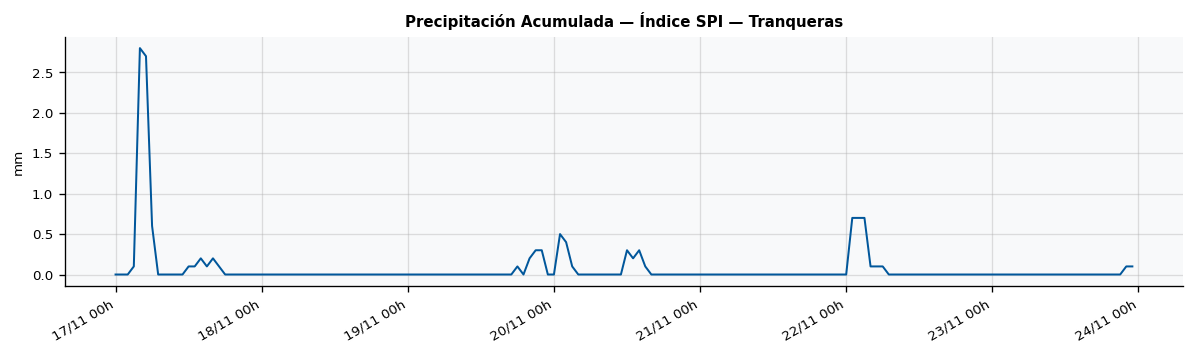 Precipitación Acumulada — Índice SPI — Tranqueras
mm
2.5
2.0
1.5
1.0
0.5
0.0
17/11 00h
18/11 00h
19/11 00h
20/11 00h
21/11 00h
22/11 00h
23/11 00h
24/11 00h